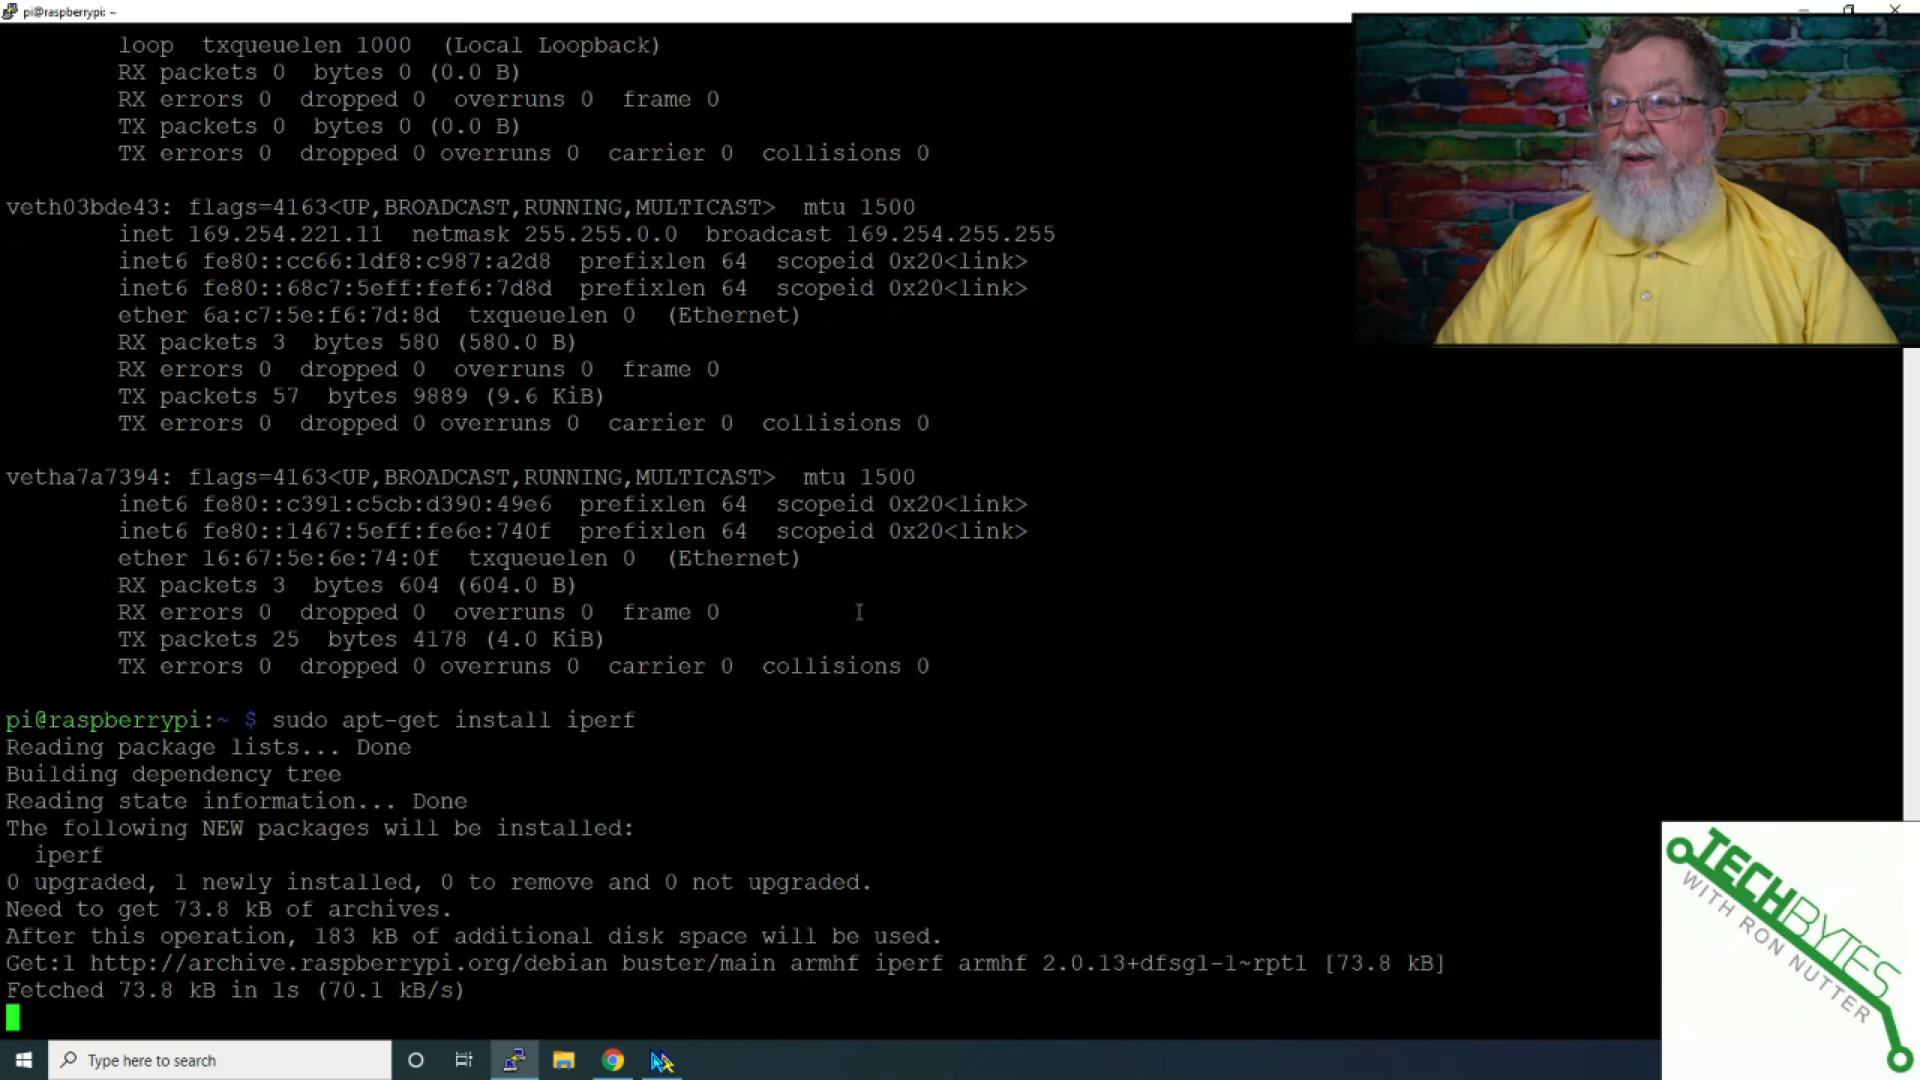 pi@raspberrypi: ~
loop txqueuelen 1000 (Local Loopback)
RX packets 0 bytes 0 (0.0 B)
RX errors 0 dropped 0 overruns 0 frame 0
TX packets 0 bytes 0 (0.0 B)
TX errors 0 dropped 0 overruns 0 carrier 0 collisions 0
veth03bde43: flags=4163<UP,BROADCAST,RUNNING,MULTICAST> mtu 1500
inet 169.254.221.11 netmask 255.255.0.0 broadcast 169.254.255.255
inet6 fe80::cc66:1df8:c987:a2d8 prefixlen 64 scopeid 0x20<link>
inet6 fe80::68c7:5eff:fef6:7d8d prefixlen 64 scopeid 0x20<link>
ether 6a:c7:5e:f6:7d:8d txqueuelen 0 (Ethernet)
RX packets 3 bytes 580 (580.0 B)
RX errors 0 dropped 0 overruns 0 frame 0
TX packets 57 bytes 9889 (9.6 KiB)
TX errors 0 dropped 0 overruns 0 carrier 0 collisions 0
vetha7a7394: flags=4163<UP,BROADCAST,RUNNING,MULTICAST> mtu 1500
inet6 fe80::c391:c5cb:d390:49e6 prefixlen 64 scopeid 0x20<link>
inet6 fe80::1467:5eff:fe6e:740f prefixlen 64 scopeid 0x20<link>
ether 16:67:5e:6e:74:0f txqueuelen 0 (Ethernet)
RX packets 3 bytes 604 (604.0 B)
RX errors 0 dropped 0 overruns 0 frame 0
TX packets 25 bytes 4178 (4.0 KiB)
TX errors 0 dropped 0 overruns 0 carrier 0 collisions 0
pi@raspberrypi:~ $ sudo apt-get install iperf
Reading package lists... Done
Building dependency tree
Reading state information... Done
The following NEW packages will be installed:
iperf
0 upgraded, 1 newly installed, 0 to remove and 0 not upgraded.
Need to get 73.8 kB of archives.
After this operation, 183 kB of additional disk space will be used.
Get:1 http://archive.raspberrypi.org/debian buster/main armhf iperf armhf 2.0.13+dfsg1-1~rpt1 [73.8 kB]
Fetched 73.8 kB in 1s (70.1 kB/s)
TECHBYTES
WITH RON NUTTER
Type here to search